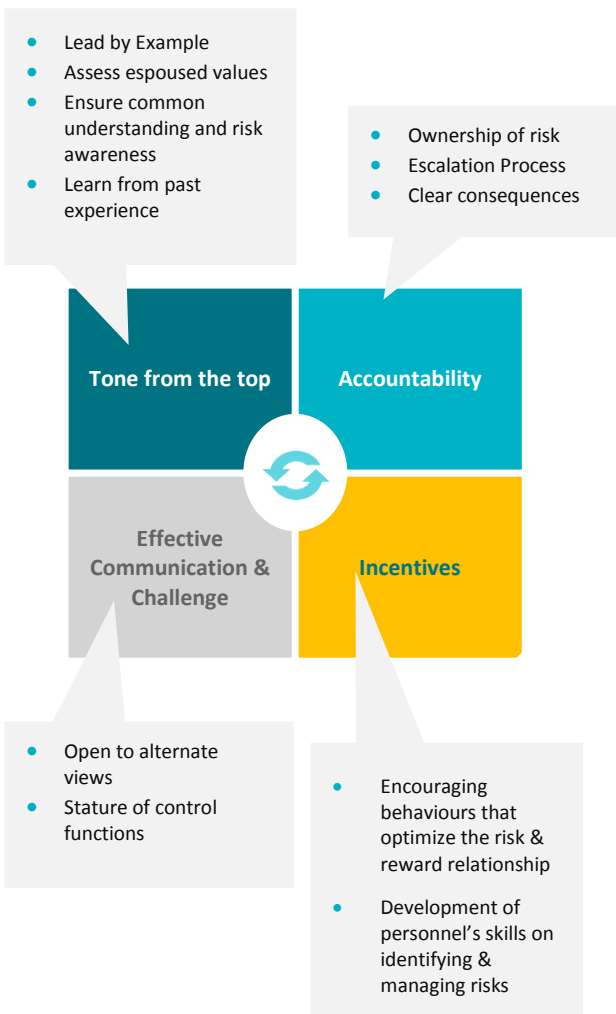 • Lead by Example
• Assess espoused values
• Ensure common
understanding and risk
awareness
• Learn from past
experience
• Ownership of risk
• Escalation Process
• Clear consequences
Tone from the top
Accountability
Effective
Communication &
Challenge
Incentives
• Open to alternate
views
• Stature of control
functions
• Encouraging
behaviours that
optimize the risk &
reward relationship
• Development of
personnel’s skills on
identifying &
managing risks